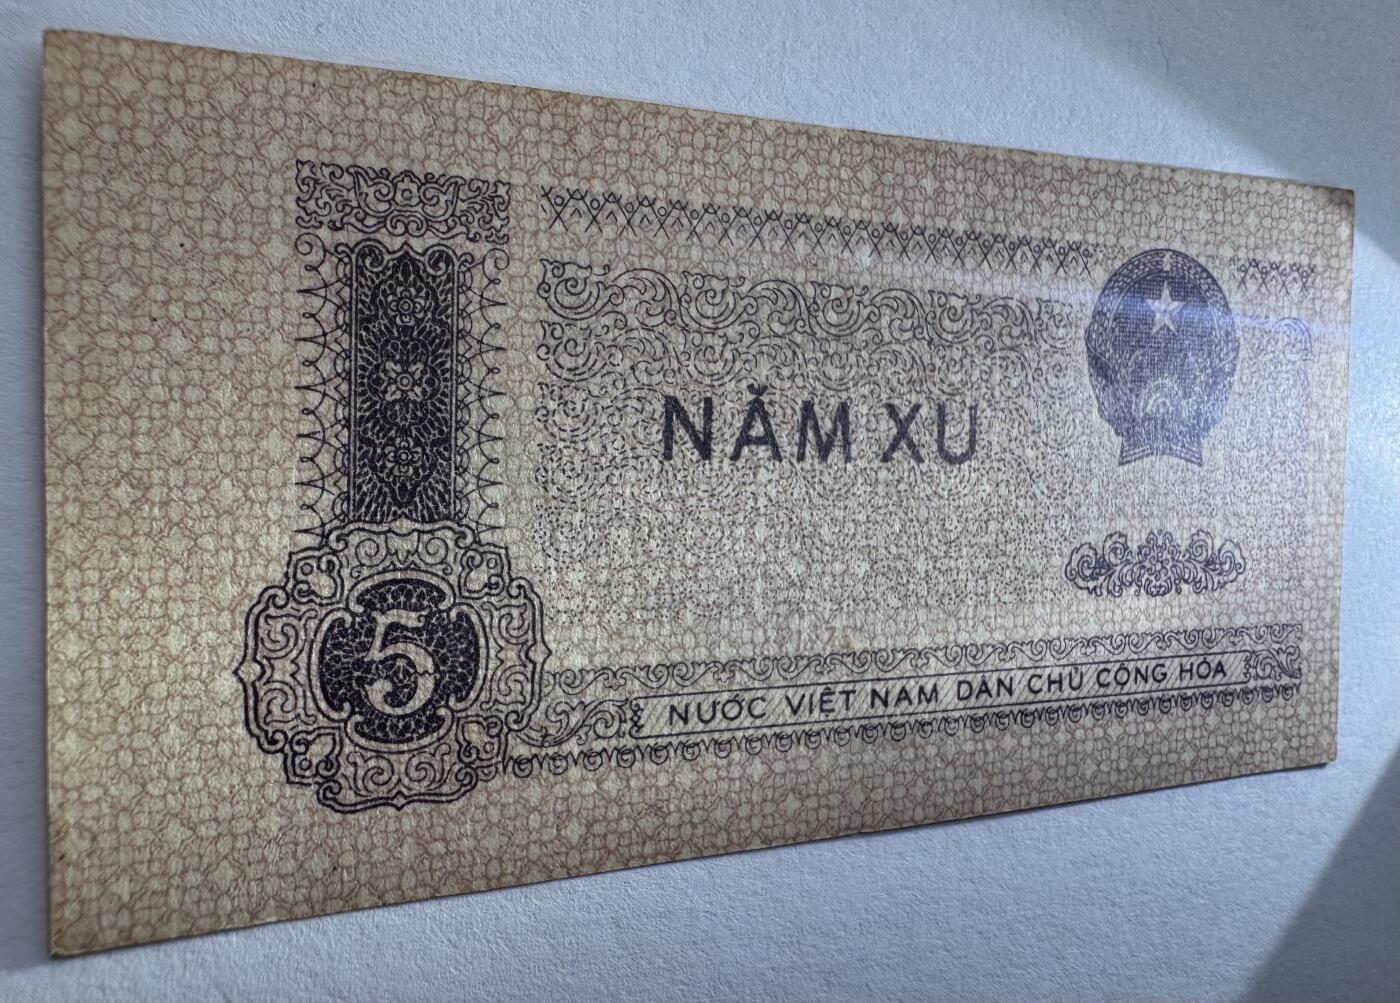 NĂM XU
5
NƯỚC VIỆT NAM DÂN CHỦ CỘNG HÒA